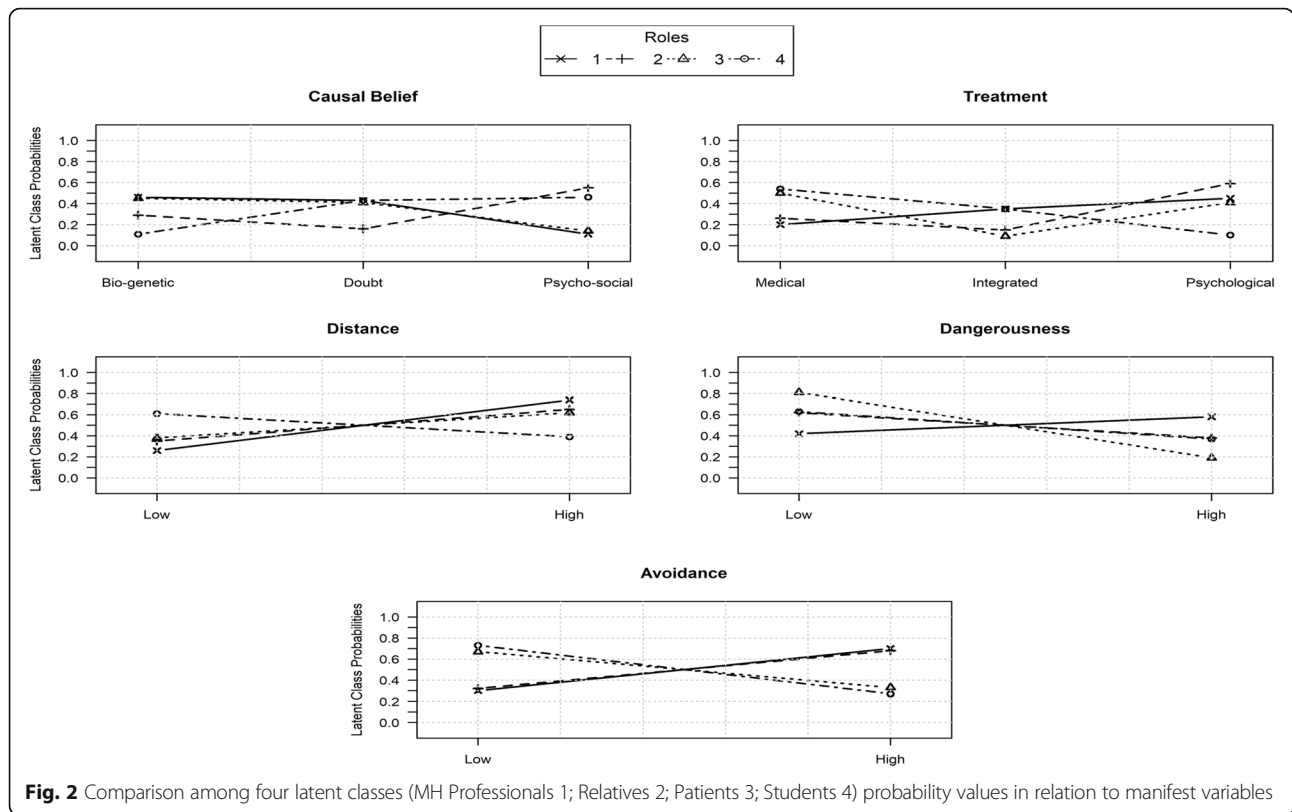 Roles
1 2 3 4
Causal Belief
Latent Class Probabilities
1.0
0.8
0.6
0.4
0.2
0.0
Bio-genetic Doubt Psycho-social
Treatment
1.0
0.8
0.6
0.4
0.2
0.0
Medical Integrated Psychological
Distance
Latent Class Probabilities
1.0
0.8
0.6
0.4
0.2
0.0
Low High
Dangerousness
1.0
0.8
0.6
0.4
0.2
0.0
Low High
Avoidance
Latent Class Probabilities
1.0
0.8
0.6
0.4
0.2
0.0
Low High
Fig. 2 Comparison among four latent classes (MH Professionals 1; Relatives 2; Patients 3; Students 4) probability values in relation to manifest variables